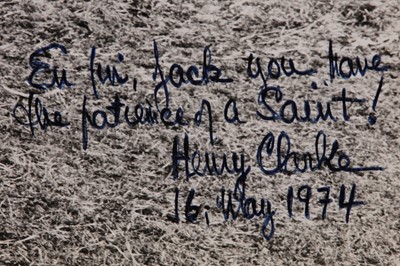 En fin, Jack you have
the patience of a Saint!
Henry Clarke
16, May 1974